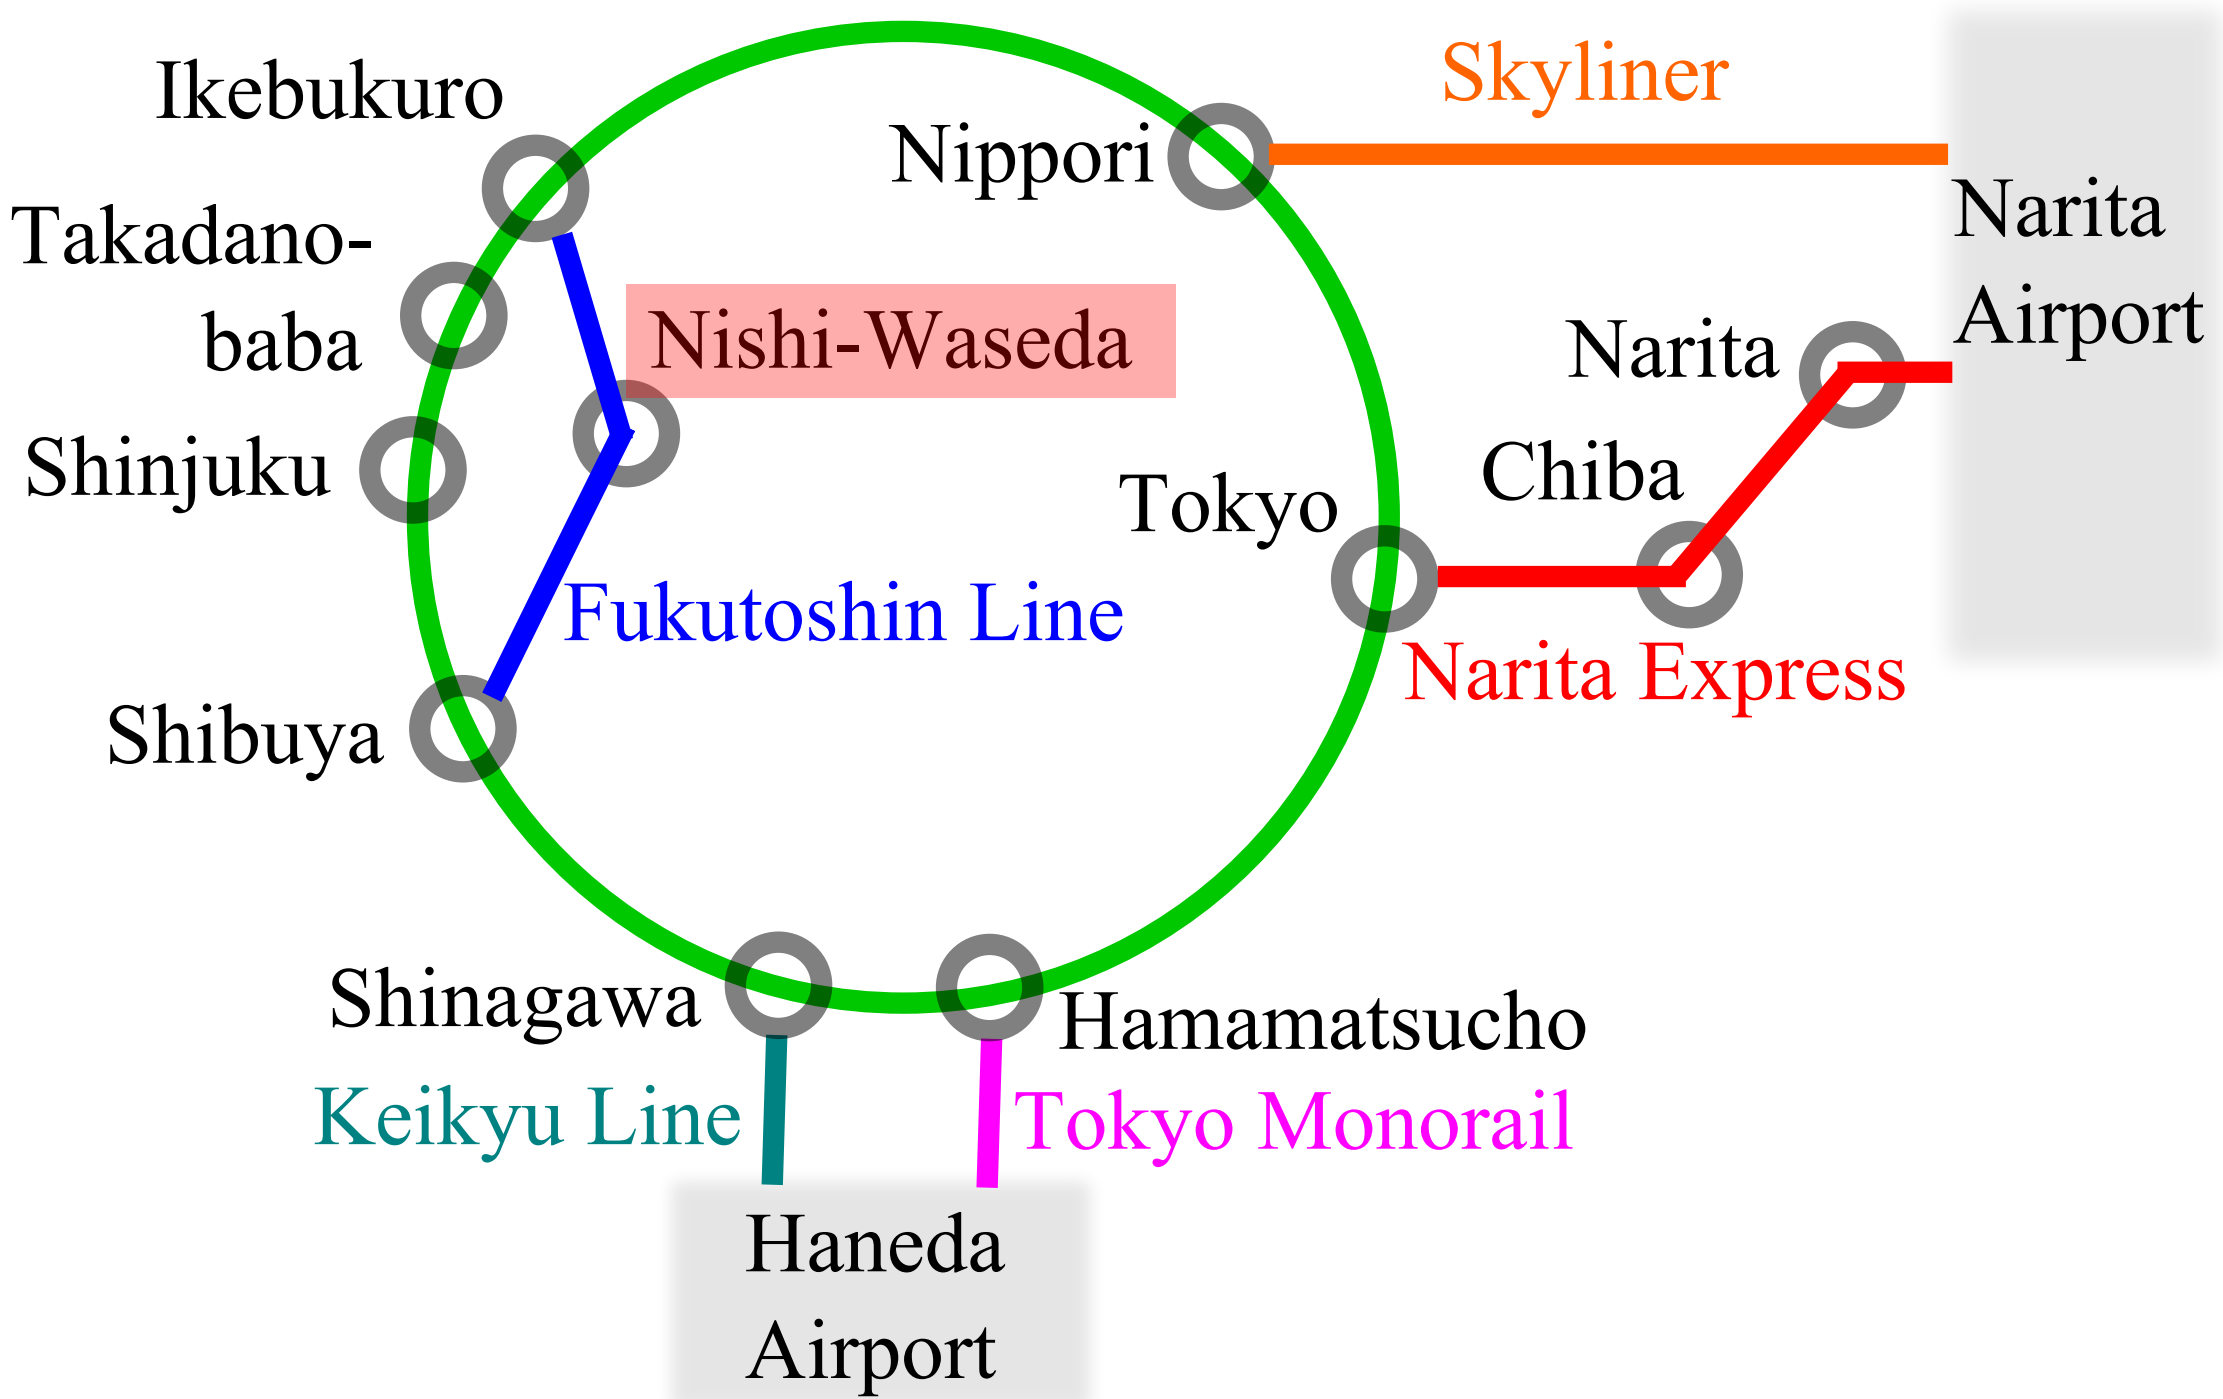 Ikebukuro
Takadano-
baba
Shinjuku
Shibuya
Nippori
Skyliner
Narita
Airport
Nishi-Waseda
Fukutoshin Line
Tokyo
Chiba
Narita
Narita Express
Shinagawa
Keikyu Line
Hamamatsucho
Tokyo Monorail
Haneda
Airport